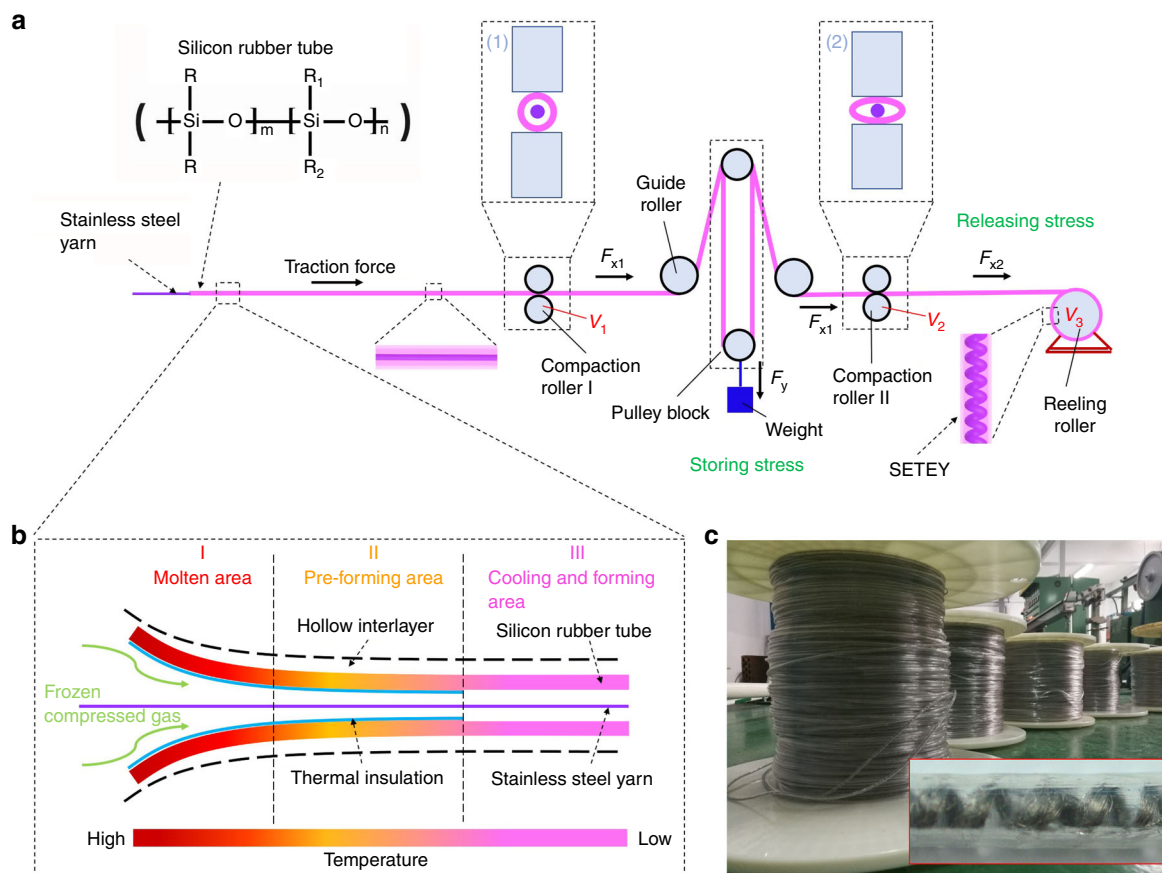 a
Silicon rubber tube
R
R1
( [ Si O ]m [ Si O ]n )
R
R2
Stainless steel
yarn
Traction force
(1)
Fx1
V1
Compaction
roller I
Guide
roller
Pulley block
Fy
Weight
Storing stress
(2)
Fx1
V2
Compaction
roller II
Releasing stress
Fx2
V3
Reeling
roller
SETEY
b
I
Molten area
II
Pre-forming area
III
Cooling and forming
area
Hollow interlayer
Silicon rubber tube
Frozen
compressed gas
Thermal insulation
Stainless steel yarn
High
Low
Temperature
c